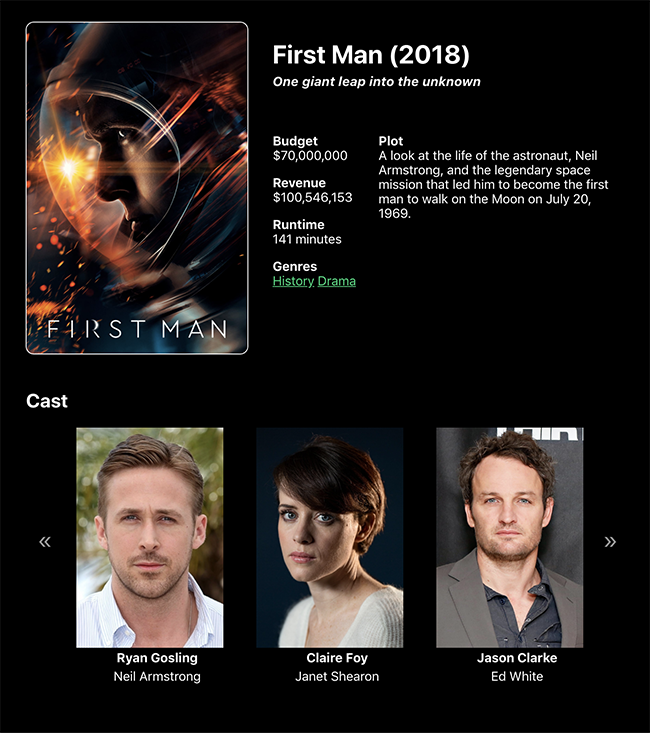 First Man (2018)
One giant leap into the unknown
Budget
$70,000,000
Revenue
$100,546,153
Runtime
141 minutes
Genres
History Drama
Plot
A look at the life of the astronaut, Neil
Armstrong, and the legendary space
mission that led him to become the first
man to walk on the Moon on July 20,
1969.
FIRST MAN
Cast
«
»
Ryan Gosling
Neil Armstrong
Claire Foy
Janet Shearon
Jason Clarke
Ed White